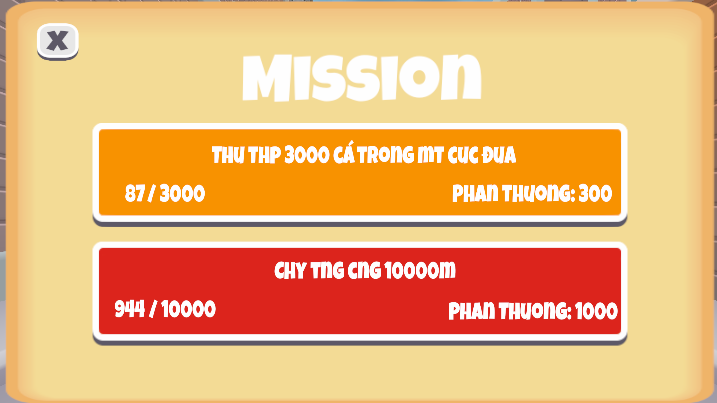 X
Mission
THU THP 3000 CÁ TRONG MT CUC ĐUA
87 / 3000
PHAN THUONG: 300
CHY TNG CNG 10000M
944 / 10000
PHAN THUONG: 1000